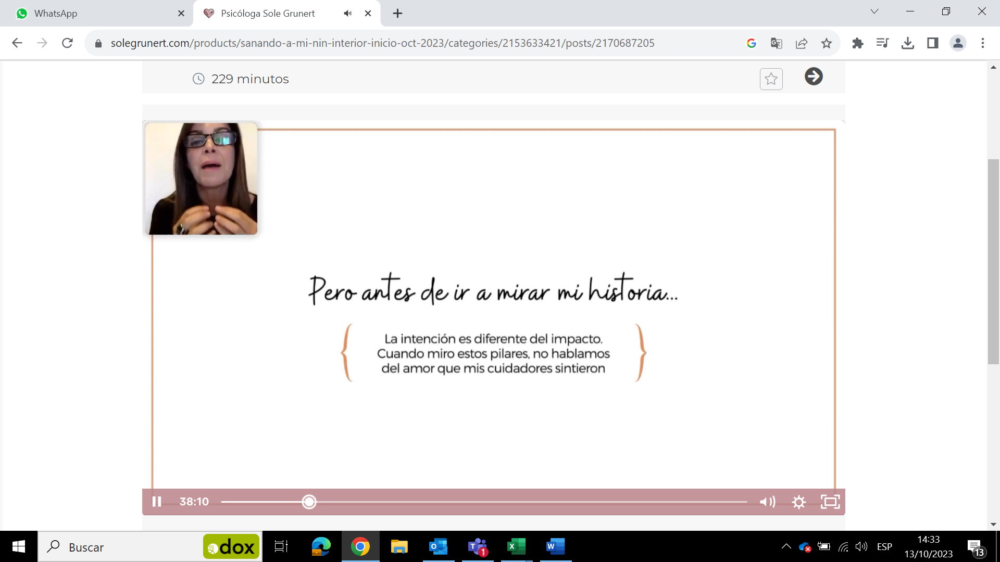 WhatsApp
Psicóloga Sole Grunert
solegrunert.com/products/sanando-a-mi-nin-interior-inicio-oct-2023/categories/2153633421/posts/2170687205
229 minutos
Pero antes de ir a mirar mi historia...
La intención es diferente del impacto.
Cuando miro estos pilares, no hablamos
del amor que mis cuidadores sintieron
38:10
Buscar
dox
1
ESP
14:33
13/10/2023
13